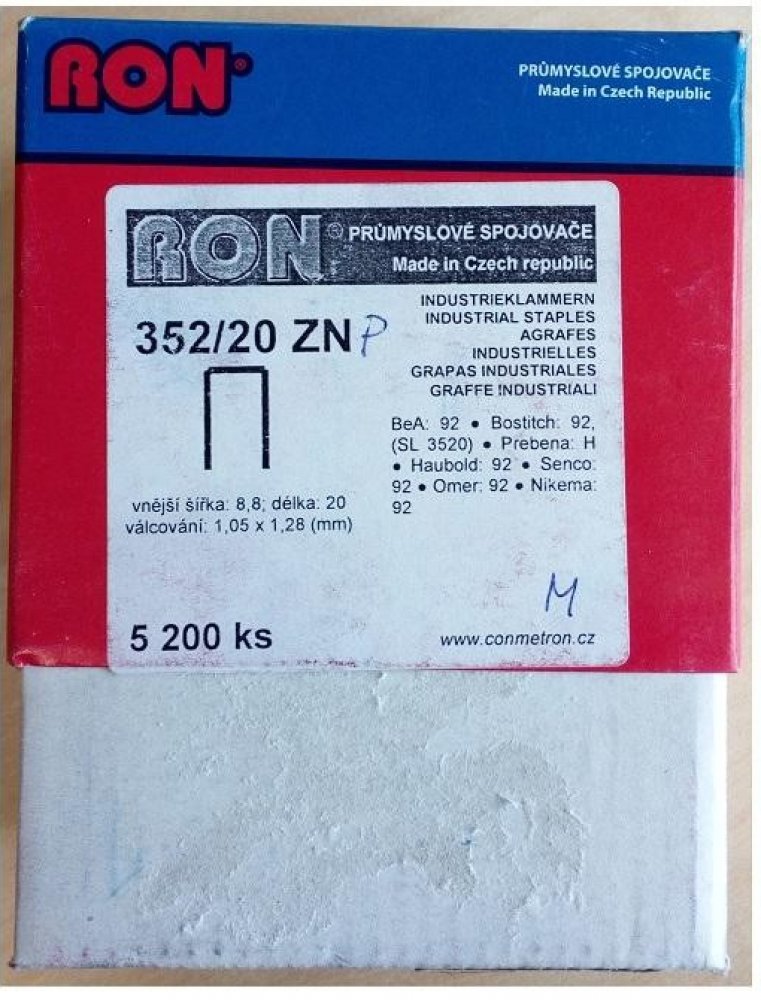 RON®
PRŮMYSLOVÉ SPOJOVAČE
Made in Czech Republic
RON® PRŮMYSLOVÉ SPOJOVAČE
Made in Czech republic
352/20 ZN P
INDUSTRIEKLAMMERN
INDUSTRIAL STAPLES
AGRAFES
INDUSTRIELLES
GRAPAS INDUSTRIALES
GRAFFE INDUSTRIALI
BeA: 92 • Bostitch: 92,
(SL 3520) • Prebena: H
• Haubold: 92 • Senco:
92 • Omer: 92 • Nikema:
92
vnější šířka: 8,8; délka: 20
válcování: 1,05 x 1,28 (mm)
M
5 200 ks
www.conmetron.cz